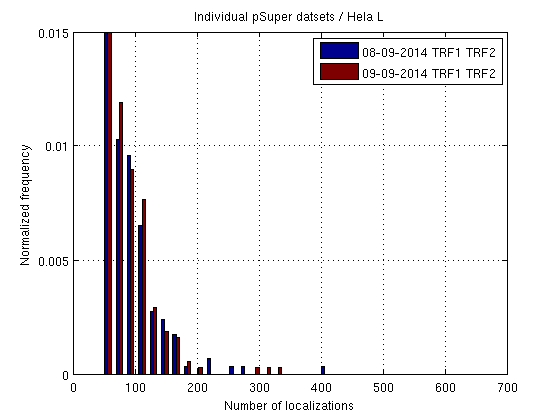 Individual pSuper datsets / Hela L
08-09-2014 TRF1 TRF2
09-09-2014 TRF1 TRF2
0.015
0.01
0.005
0
Normalized frequency
0 100 200 300 400 500 600 700
Number of localizations